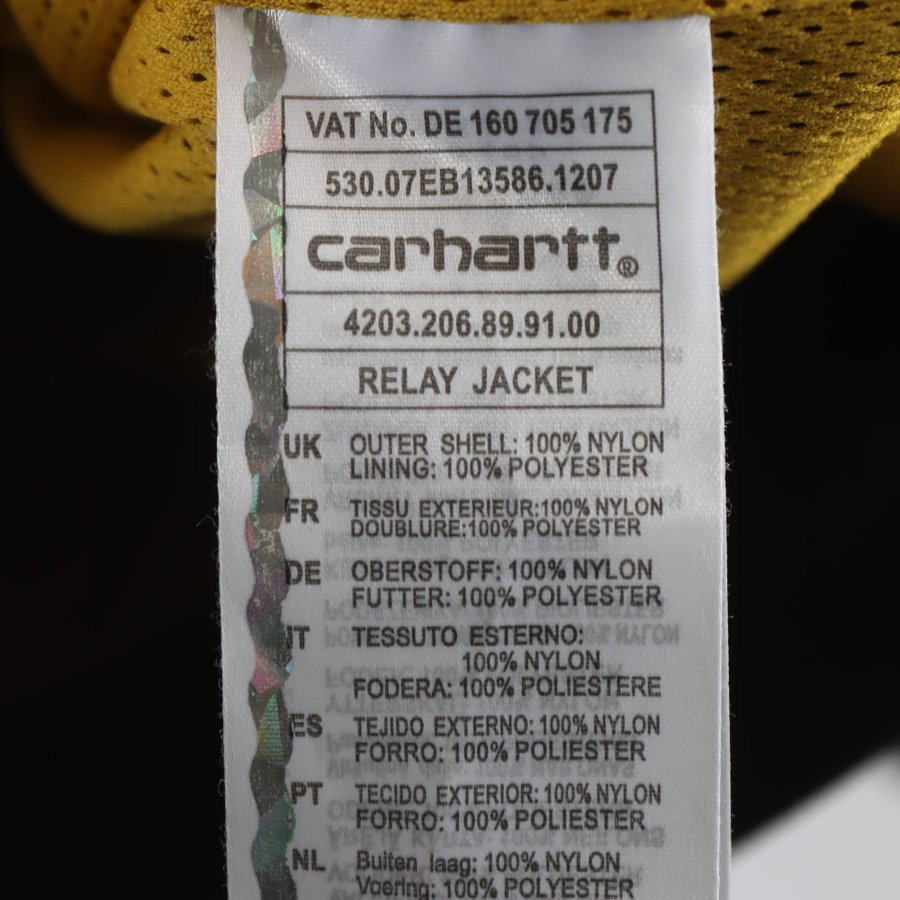 VAT No. DE 160 705 175
530.07EB13586.1207
carhartt®
4203.206.89.91.00
RELAY JACKET
UK OUTER SHELL: 100% NYLON
LINING: 100% POLYESTER
FR TISSU EXTERIEUR:100% NYLON
DOUBLURE:100% POLYESTER
DE OBERSTOFF: 100% NYLON
FUTTER: 100% POLYESTER
IT TESSUTO ESTERNO:
100% NYLON
FODERA: 100% POLIESTERE
ES TEJIDO EXTERNO: 100% NYLON
FORRO: 100% POLIESTER
PT TECIDO EXTERIOR: 100% NYLON
FORRO: 100% POLIESTER
NL Buiten laag: 100% NYLON
Voering: 100% POLYESTER